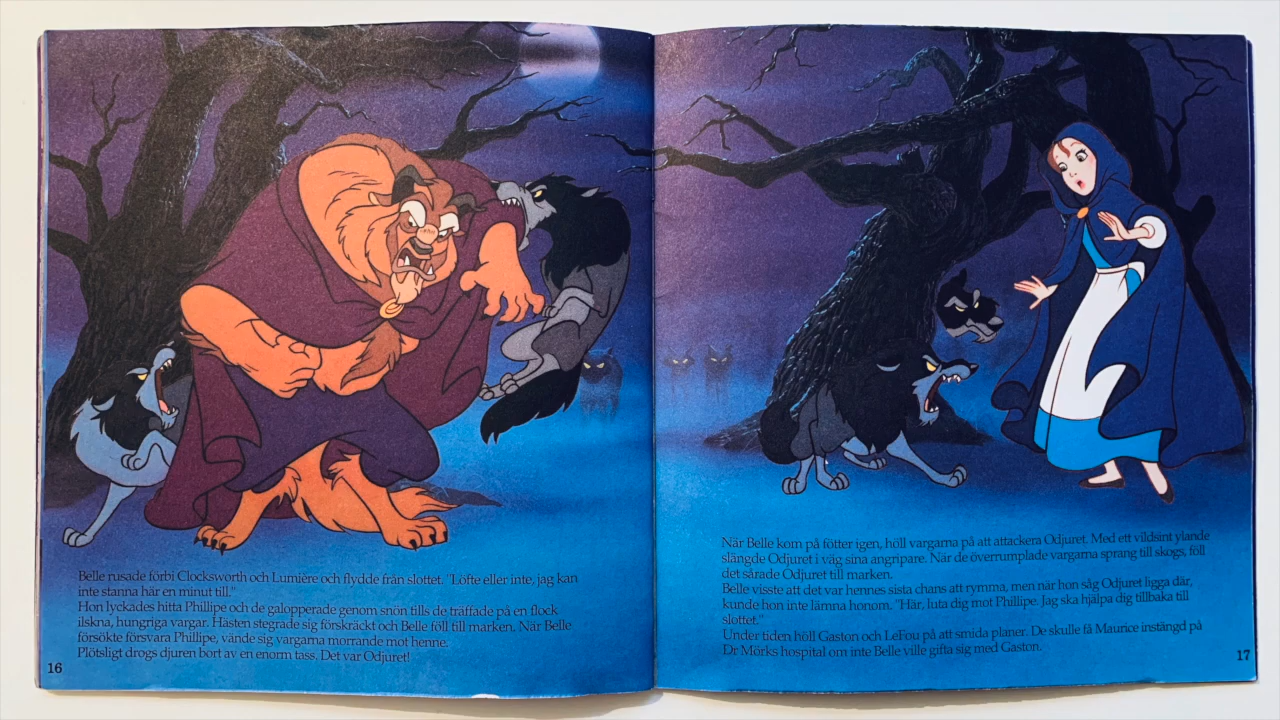 Belle rusade förbi Clocksworth och Lumière och flydde från slottet. "Löfte eller inte, jag kan
inte stanna här en minut till."
Hon lyckades hitta Phillipe och de galopperade genom snön tills de träffade på en flock
ilskna, hungriga vargar. Hästen stegrade sig förskräckt och Belle föll till marken. När Belle
försökte försvara Phillipe, vände sig vargarna morrande mot henne.
Plötsligt drogs djuren bort av en enorm tass. Det var Odjuret!
16
När Belle kom på fötter igen, höll vargarna på att attackera Odjuret. Med ett vildsint ylande
slängde Odjuret i väg sina angripare. När de överrumplade vargarna sprang till skogs, föll
det sårade Odjuret till marken.
Belle visste att det var hennes sista chans att rymma, men när hon såg Odjuret ligga där,
kunde hon inte lämna honom. "Här, luta dig mot Phillipe. Jag ska hjälpa dig tillbaka till
slottet."
Under tiden höll Gaston och LeFou på att smida planer. De skulle få Maurice instängd på
Dr Mörks hospital om inte Belle ville gifta sig med Gaston.
17